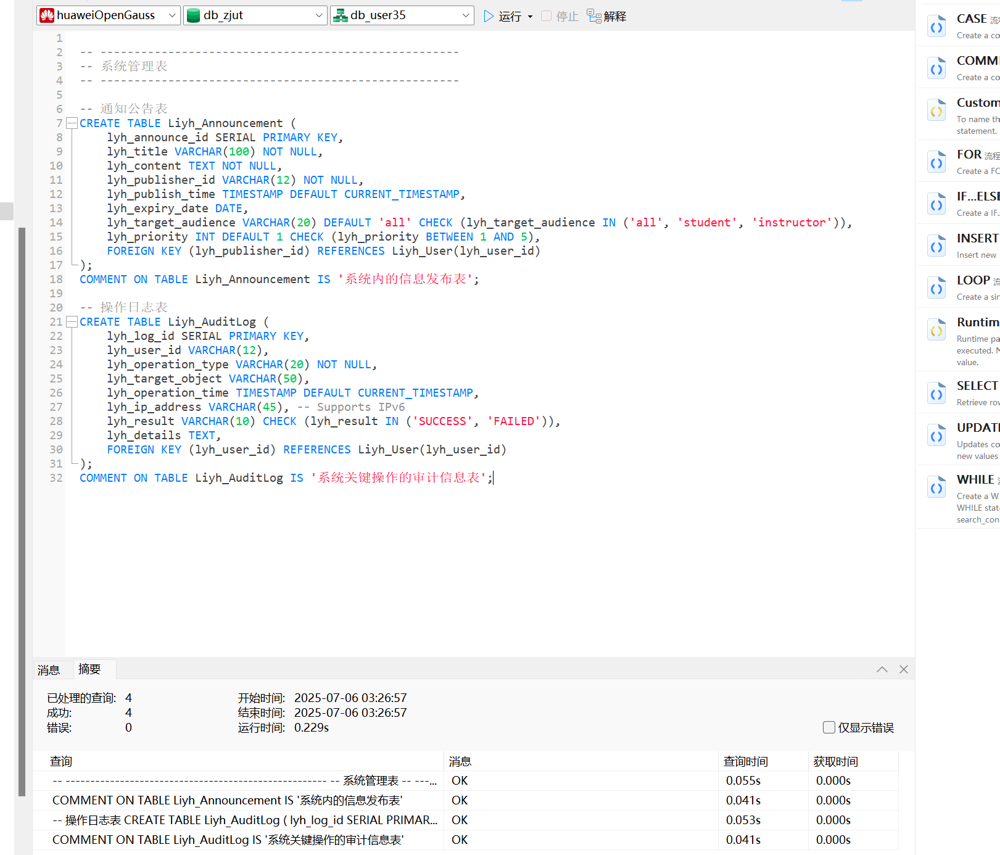 huaweiOpenGauss db_zjut db_user35 运行 停止 解释
1
2 -- -----------------------------------------------------
3 -- 系统管理表
4 -- -----------------------------------------------------
5
6 -- 通知公告表
7 CREATE TABLE Liyh_Announcement (
8 lyh_announce_id SERIAL PRIMARY KEY,
9 lyh_title VARCHAR(100) NOT NULL,
10 lyh_content TEXT NOT NULL,
11 lyh_publisher_id VARCHAR(12) NOT NULL,
12 lyh_publish_time TIMESTAMP DEFAULT CURRENT_TIMESTAMP,
13 lyh_expiry_date DATE,
14 lyh_target_audience VARCHAR(20) DEFAULT 'all' CHECK (lyh_target_audience IN ('all', 'student', 'instructor')),
15 lyh_priority INT DEFAULT 1 CHECK (lyh_priority BETWEEN 1 AND 5),
16 FOREIGN KEY (lyh_publisher_id) REFERENCES Liyh_User(lyh_user_id)
17 );
18 COMMENT ON TABLE Liyh_Announcement IS '系统内的信息发布表';
19
20 -- 操作日志表
21 CREATE TABLE Liyh_AuditLog (
22 lyh_log_id SERIAL PRIMARY KEY,
23 lyh_user_id VARCHAR(12),
24 lyh_operation_type VARCHAR(20) NOT NULL,
25 lyh_target_object VARCHAR(50),
26 lyh_operation_time TIMESTAMP DEFAULT CURRENT_TIMESTAMP,
27 lyh_ip_address VARCHAR(45), -- Supports IPv6
28 lyh_result VARCHAR(10) CHECK (lyh_result IN ('SUCCESS', 'FAILED')),
29 lyh_details TEXT,
30 FOREIGN KEY (lyh_user_id) REFERENCES Liyh_User(lyh_user_id)
31 );
32 COMMENT ON TABLE Liyh_AuditLog IS '系统关键操作的审计信息表';
消息 摘要
已处理的查询: 4 开始时间: 2025-07-06 03:26:57
成功: 4 结束时间: 2025-07-06 03:26:57
错误: 0 运行时间: 0.229s
仅显示错误
查询 消息 查询时间 获取时间
-- ----------------------------------------------------- -- 系统管理表 -- ---... OK 0.055s 0.000s
COMMENT ON TABLE Liyh_Announcement IS '系统内的信息发布表' OK 0.041s 0.000s
-- 操作日志表 CREATE TABLE Liyh_AuditLog ( lyh_log_id SERIAL PRIMAR... OK 0.053s 0.000s
COMMENT ON TABLE Liyh_AuditLog IS '系统关键操作的审计信息表' OK 0.041s 0.000s
CASE 流
Create a co
COMM
Create a co
Custom
To name th
statement.
FOR 流程
Create a FO
IF...ELSE
Create a IF.
INSERT
Insert new
LOOP 流
Create a sin
Runtim
Runtime pa
executed. N
value.
SELECT
Retrieve rov
UPDAT
Updates co
new values
WHILE
Create a W
WHILE stat
search_con